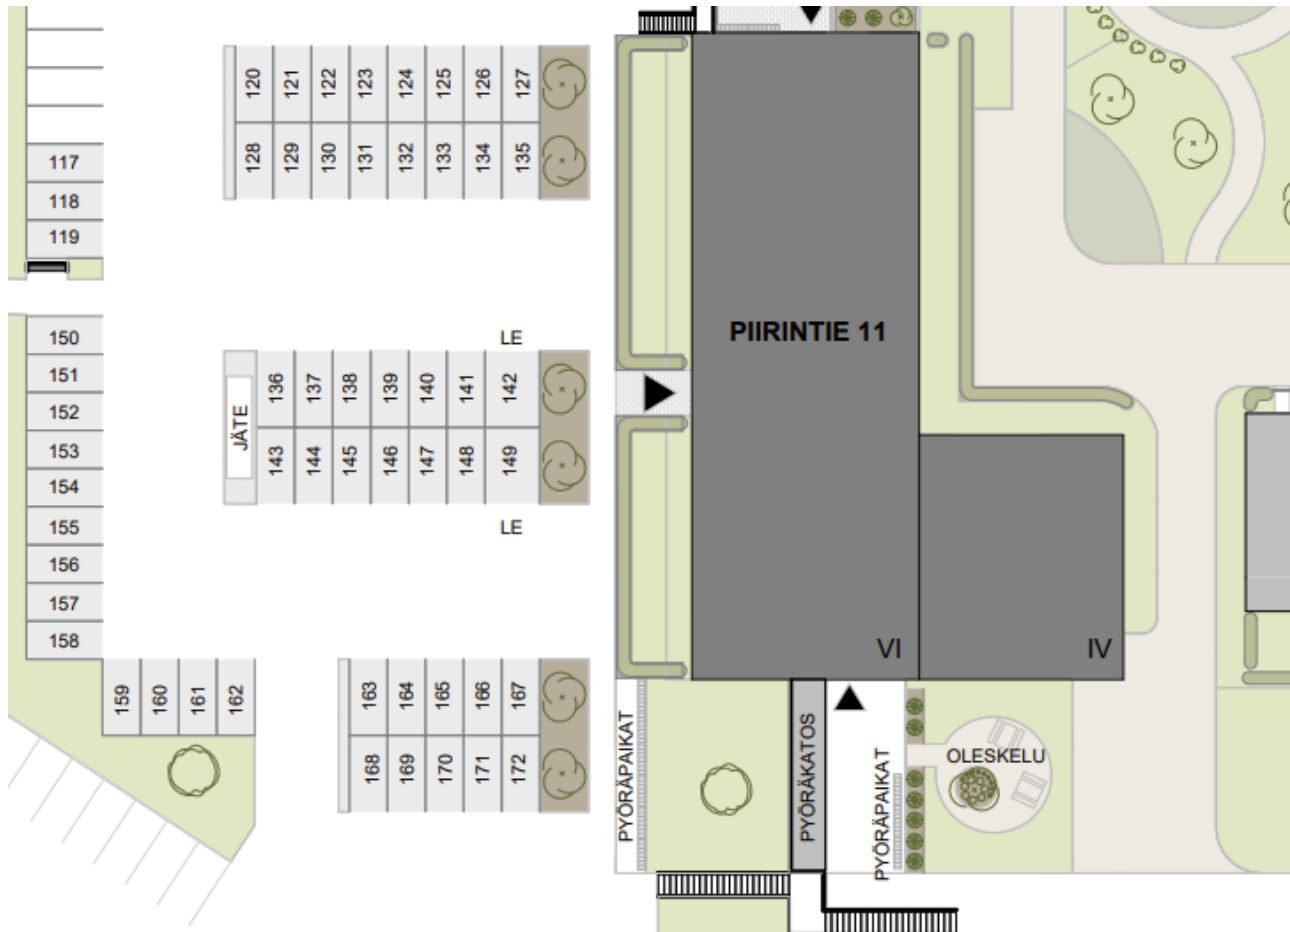 120 121 122 123 124 125 126 127
128 129 130 131 132 133 134 135
117
118
119
PIIRINTIE 11
150
151
152
153
154
155
156
157
158
LE
JÄTE
136 137 138 139 140 141 142
143 144 145 146 147 148 149
LE
VI
IV
159 160 161 162
163 164 165 166 167
168 169 170 171 172
PYÖRÄPAIKAT
PYÖRÄKATOS
PYÖRÄPAIKAT
OLESKELU